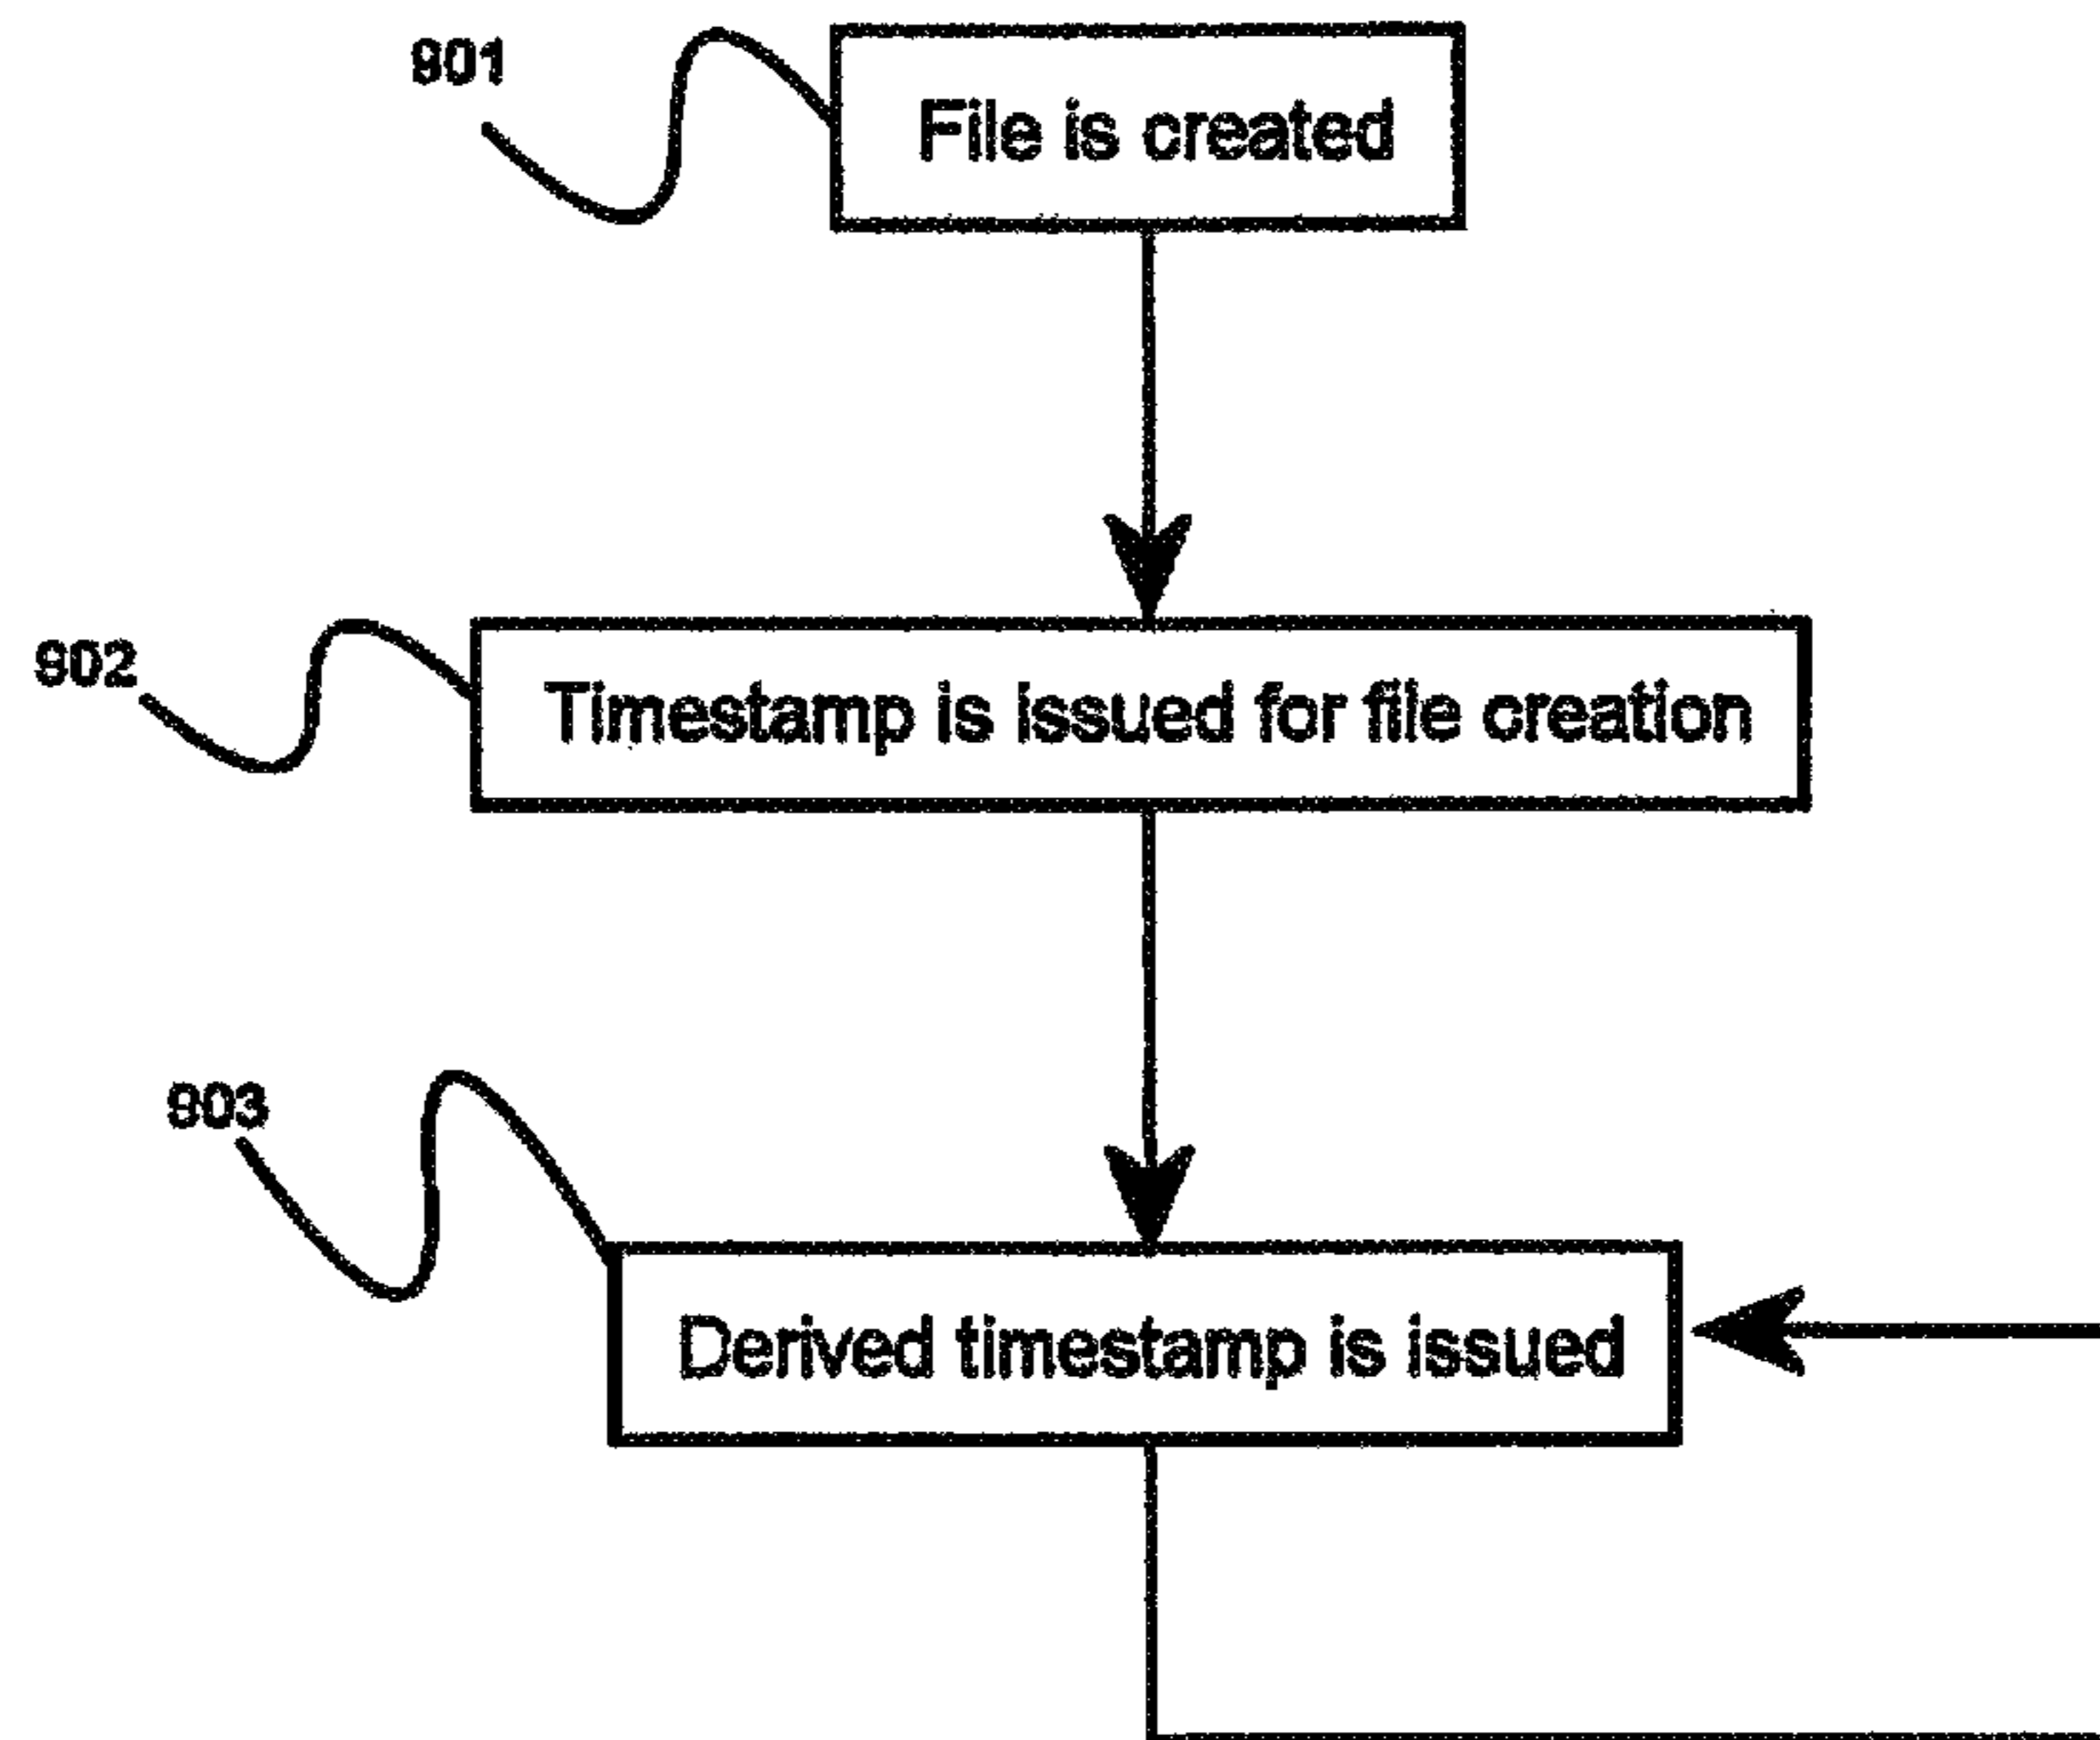 901
File is created
902
Timestamp is issued for file creation
903
Derived timestamp is issued